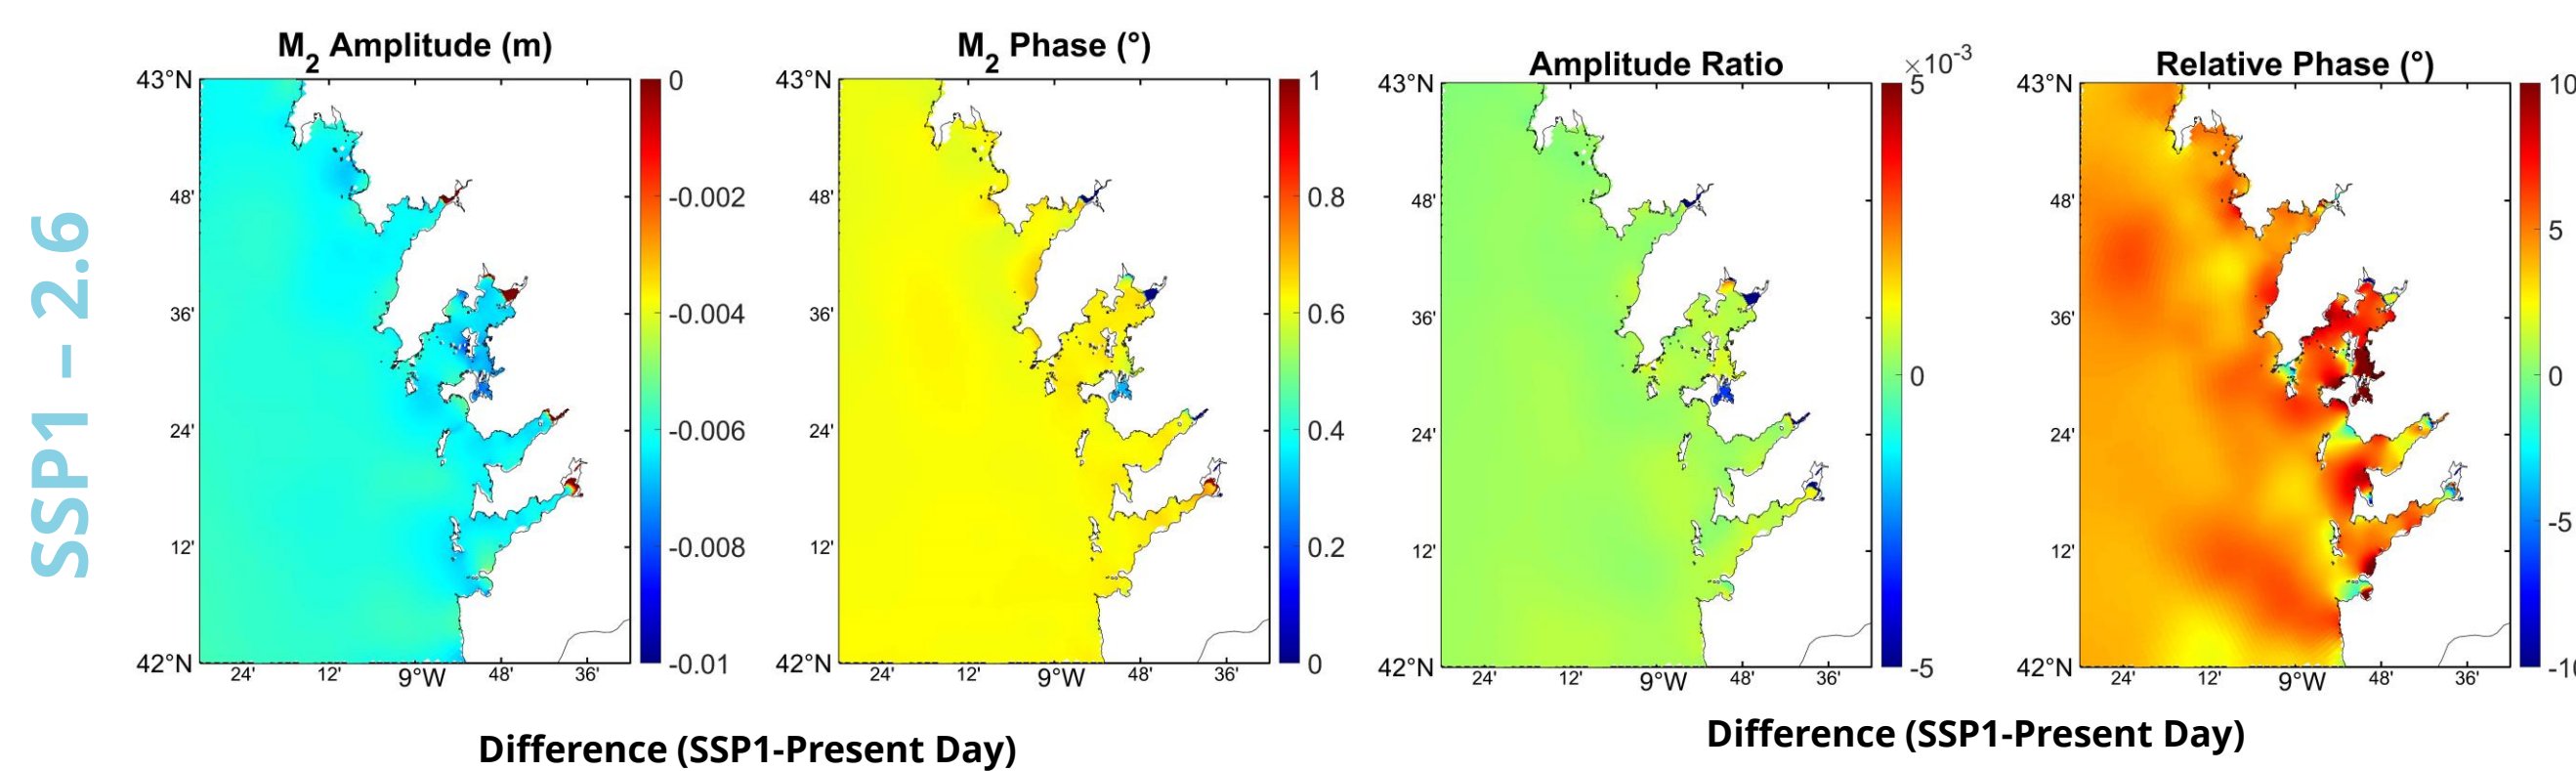 SSP1 – 2.6
M2 Amplitude (m)
43°N
48'
36'
24'
12'
42°N
24'
12'
9°W
48'
36'
0
-0.002
-0.004
-0.006
-0.008
-0.01
M2 Phase (°)
43°N
48'
36'
24'
12'
42°N
24'
12'
9°W
48'
36'
1
0.8
0.6
0.4
0.2
0
Difference (SSP1-Present Day)
Amplitude Ratio
×10-3
43°N
48'
36'
24'
12'
42°N
24'
12'
9°W
48'
36'
5
0
-5
Relative Phase (°)
43°N
48'
36'
24'
12'
42°N
24'
12'
9°W
48'
36'
10
5
0
-5
-10
Difference (SSP1-Present Day)